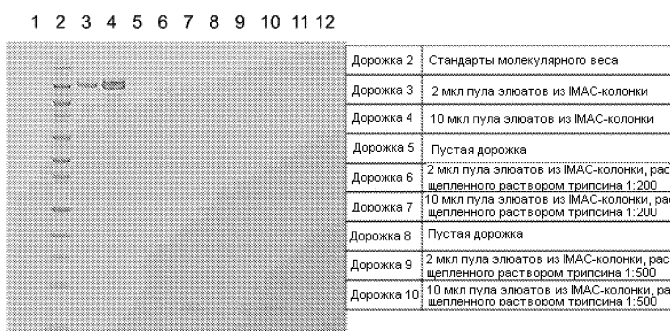 1 2 3 4 5 6 7 8 9 10 11 12
Дорожка 2 Стандарты молекулярного веса
Дорожка 3 2 мкл пула элюатов из IMAC-колонки
Дорожка 4 10 мкл пула элюатов из IMAC-колонки
Дорожка 5 Пустая дорожка
Дорожка 6 2 мкл пула элюатов из IMAC-колонки, рас
щепленного раствором трипсина 1:200
Дорожка 7 10 мкл пула элюатов из IMAC-колонки, ра
щепленного раствором трипсина 1:200
Дорожка 8 Пустая дорожка
Дорожка 9 2 мкл пула элюатов из IMAC-колонки, рас
щепленного раствором трипсина 1:500
Дорожка 10 10 мкл пула элюатов из IMAC-колонки, ра
щепленного раствором трипсина 1:500